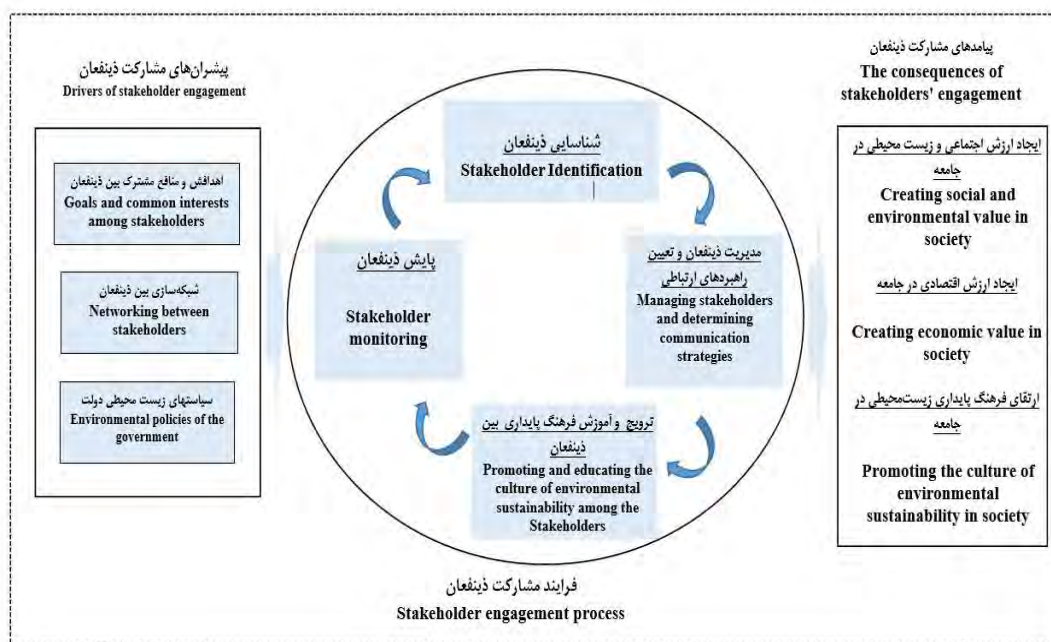 پیشران‌های مشارکت ذینفعان
Drivers of stakeholder engagement
اهدافش و منافع مشترک بین ذینفعان
Goals and common interests
among stakeholders
شبکه‌سازی بین ذینفعان
Networking between
stakeholders
سیاستهای زیست محیطی دولت
Environmental policies of the
government
شناسایی ذینفعان
Stakeholder Identification
مدیریت ذینفعان و تعیین
راهبردهای ارتباطی
Managing stakeholders
and determining
communication
strategies
ترویج و آموزش فرهنگ پایداری بین
ذینفعان
Promoting and educating the
culture of environmental
sustainability among the
Stakeholders
پایش ذینفعان
Stakeholder
monitoring
فرایند مشارکت ذینفعان
Stakeholder engagement process
پیامدهای مشارکت ذینفعان
The consequences of
stakeholders' engagement
ایجاد ارزش اجتماعی و زیست محیطی در
جامعه
Creating social and
environmental value in
society
ایجاد ارزش اقتصادی در جامعه
Creating economic value in
society
ارتقای فرهنگ پایداری زیست‌محیطی در
جامعه
Promoting the culture of
environmental
sustainability in society